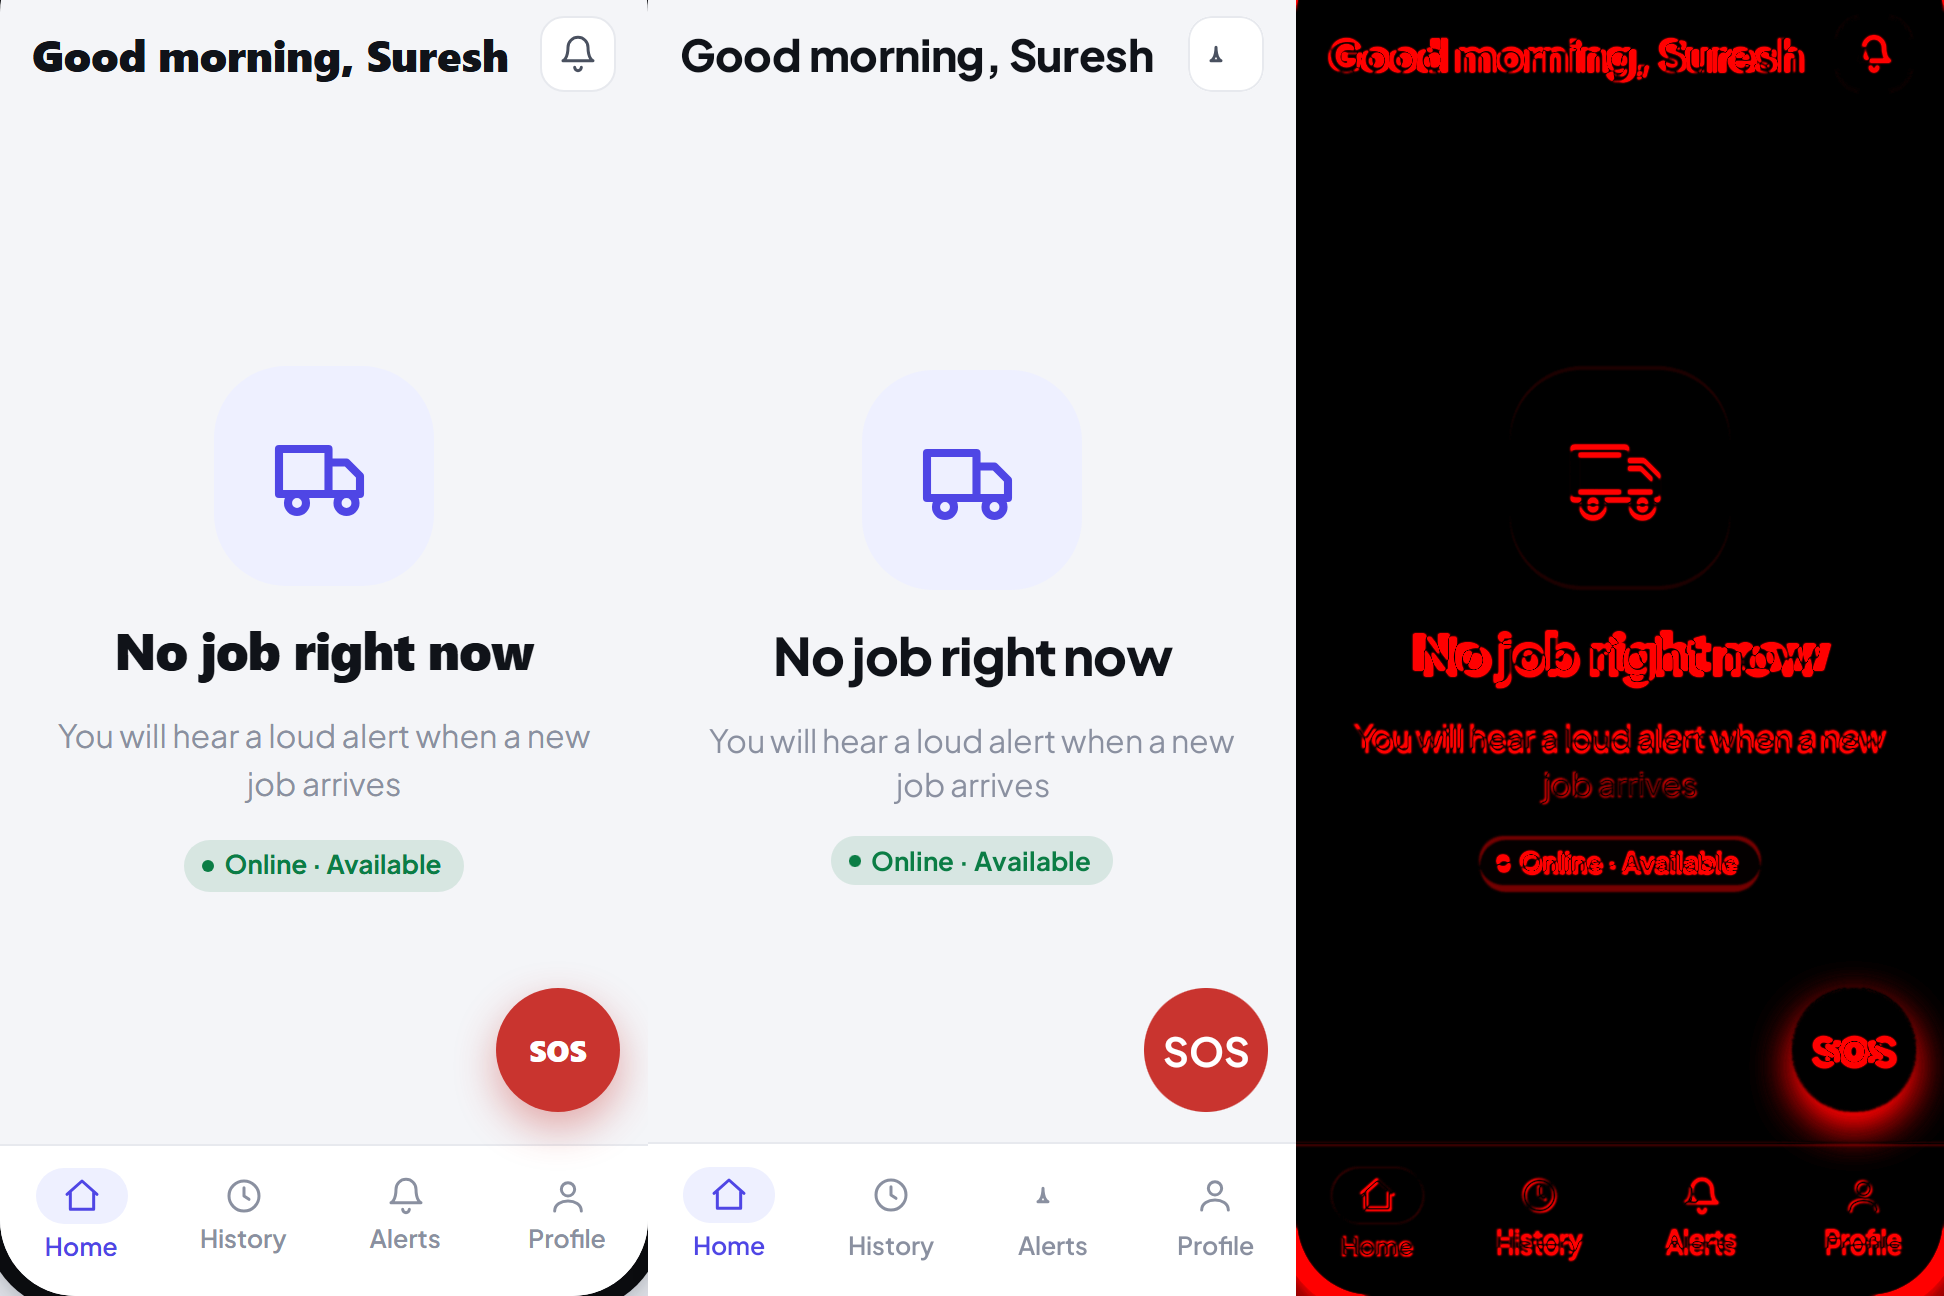 Good morning, Suresh
No job right now
You will hear a loud alert when a new
job arrives
Online · Available
SOS
Home
History
Alerts
Profile
Good morning, Suresh
No job right now
You will hear a loud alert when a new
job arrives
Online · Available
SOS
Home
History
Alerts
Profile
Good morning, Suresh
No job right now
You will hear a loud alert when a new
job arrives
Online · Available
SOS
Home
History
Alerts
Profile